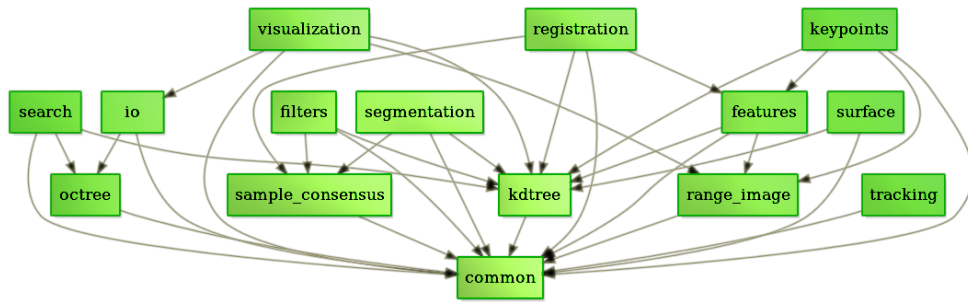 visualization
registration
keypoints
search
io
filters
segmentation
features
surface
octree
sample_consensus
kdtree
range_image
tracking
common